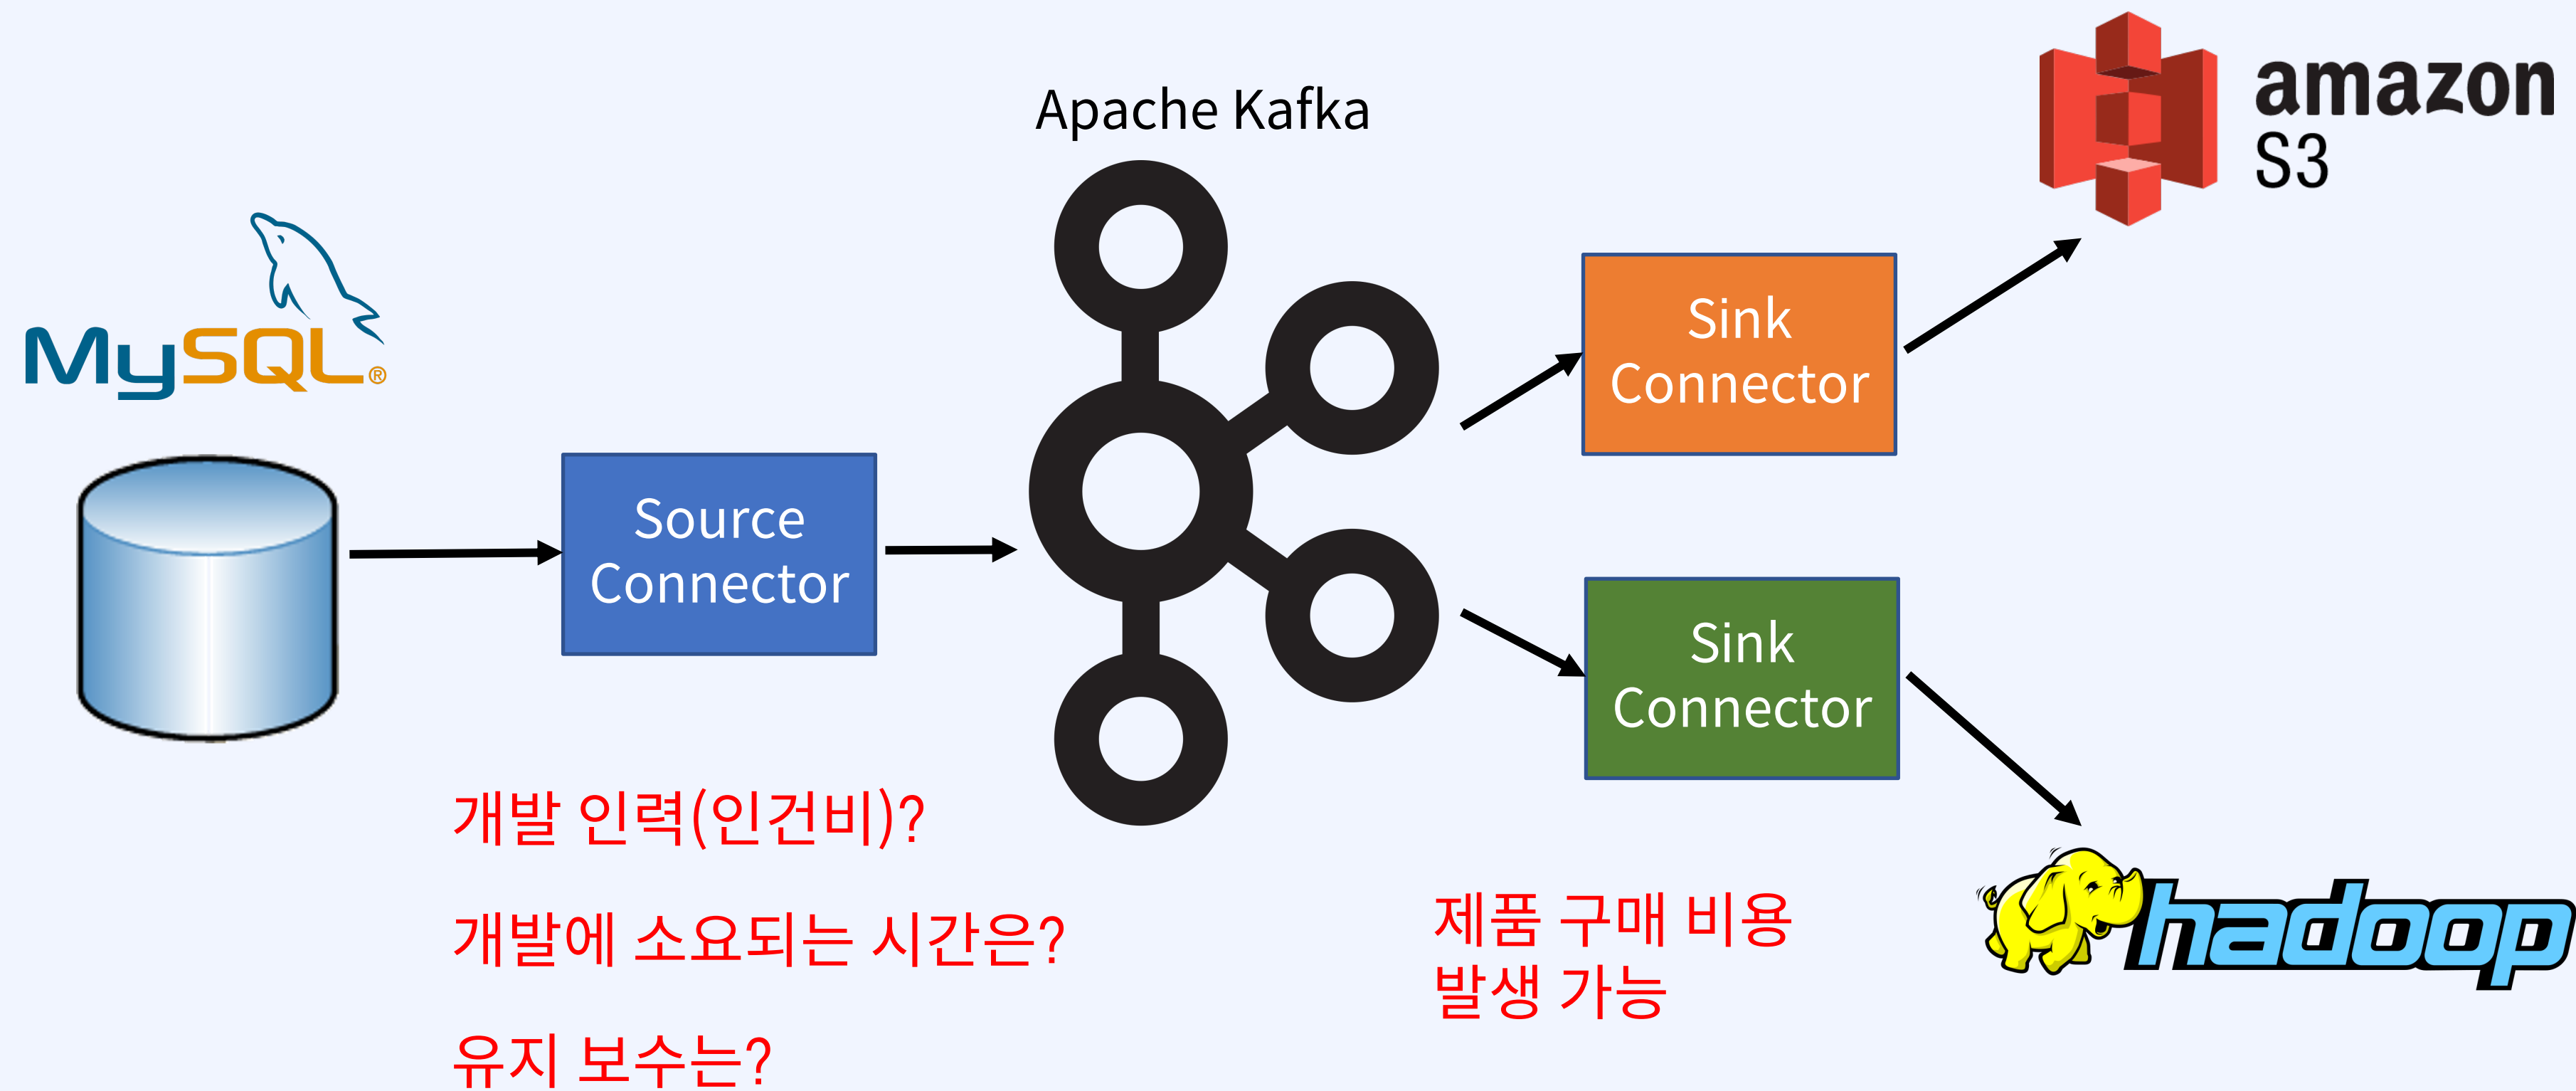 MySQL®
Source
Connector
Apache Kafka
Sink
Connector
Sink
Connector
amazon
S3
hadoop
개발 인력(인건비)?
개발에 소요되는 시간은?
유지 보수는?
제품 구매 비용
발생 가능